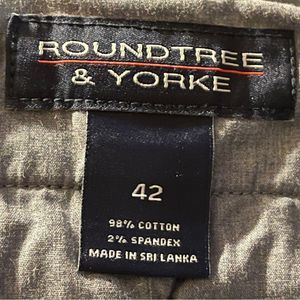 ROUNDTREE
& YORKE
42
98% COTTON
2% SPANDEX
MADE IN SRI LANKA